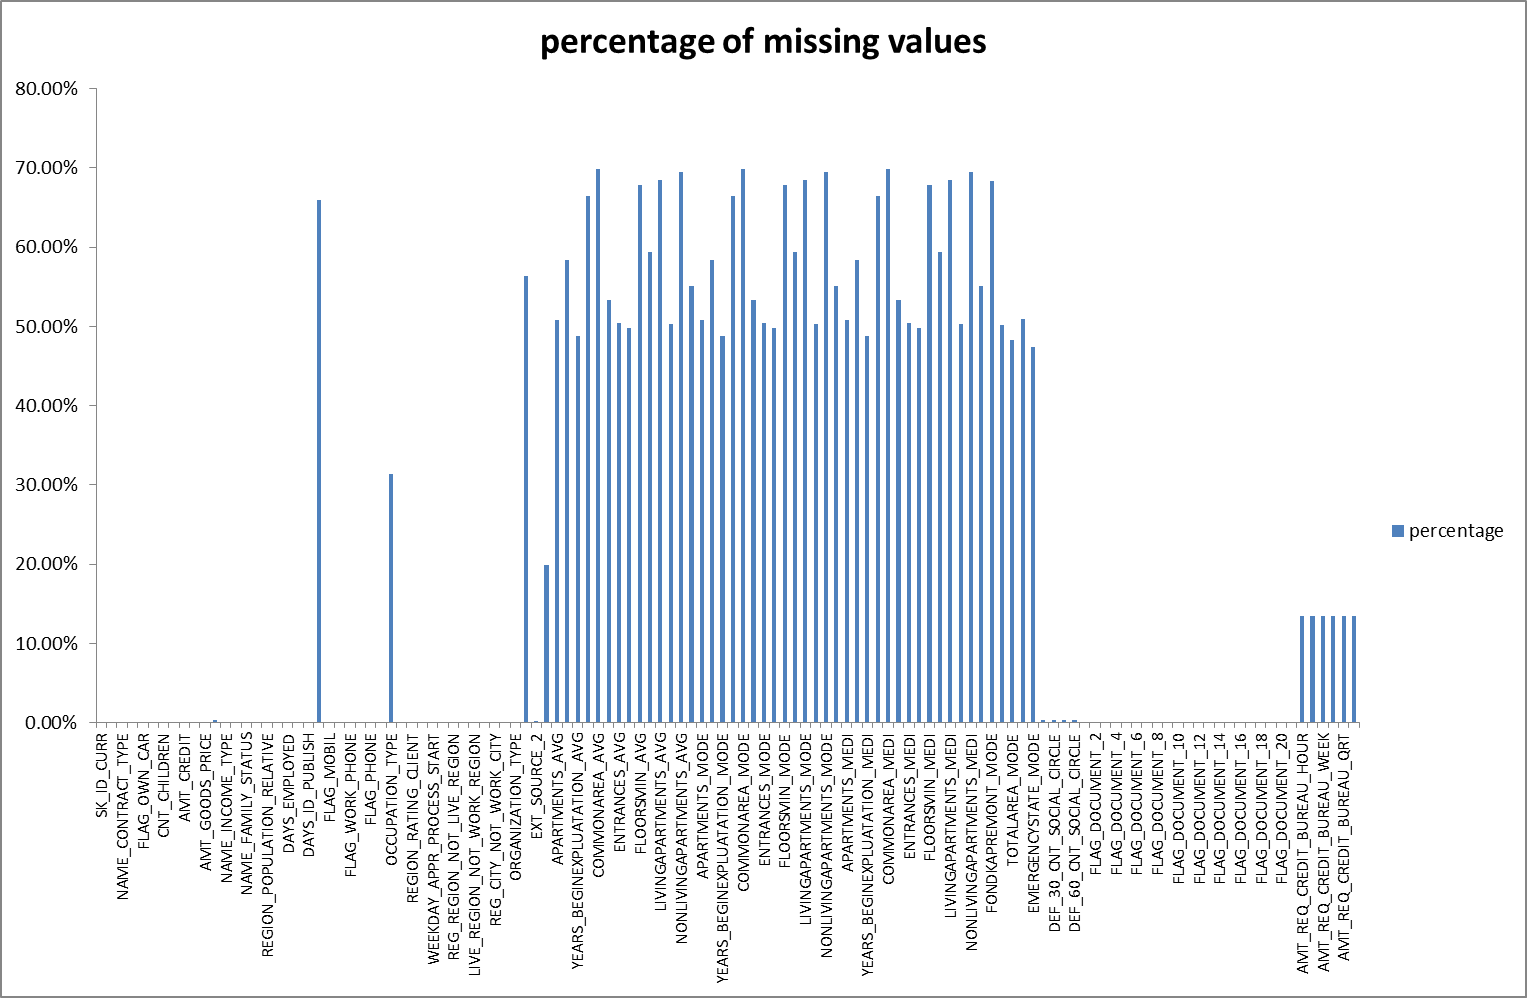 percentage of missing values
80.00%
70.00%
60.00%
50.00%
40.00%
30.00%
20.00%
10.00%
0.00%
percentage
SK_ID_CURR
NAME_CONTRACT_TYPE
FLAG_OWN_CAR
CNT_CHILDREN
AMT_CREDIT
AMT_GOODS_PRICE
NAME_INCOME_TYPE
NAME_FAMILY_STATUS
REGION_POPULATION_RELATIVE
DAYS_EMPLOYED
DAYS_ID_PUBLISH
FLAG_MOBIL
FLAG_WORK_PHONE
FLAG_PHONE
OCCUPATION_TYPE
REGION_RATING_CLIENT
WEEKDAY_APPR_PROCESS_START
REG_REGION_NOT_LIVE_REGION
LIVE_REGION_NOT_WORK_REGION
REG_CITY_NOT_WORK_CITY
ORGANIZATION_TYPE
EXT_SOURCE_2
APARTMENTS_AVG
YEARS_BEGINEXPLUATATION_AVG
COMMONAREA_AVG
ENTRANCES_AVG
FLOORSMIN_AVG
LIVINGAPARTMENTS_AVG
NONLIVINGAPARTMENTS_AVG
APARTMENTS_MODE
YEARS_BEGINEXPLUATATION_MODE
COMMONAREA_MODE
ENTRANCES_MODE
FLOORSMIN_MODE
LIVINGAPARTMENTS_MODE
NONLIVINGAPARTMENTS_MODE
APARTMENTS_MEDI
YEARS_BEGINEXPLUATATION_MEDI
COMMONAREA_MEDI
ENTRANCES_MEDI
FLOORSMIN_MEDI
LIVINGAPARTMENTS_MEDI
NONLIVINGAPARTMENTS_MEDI
FONDKAPREMONT_MODE
TOTALAREA_MODE
EMERGENCYSTATE_MODE
DEF_30_CNT_SOCIAL_CIRCLE
DEF_60_CNT_SOCIAL_CIRCLE
FLAG_DOCUMENT_2
FLAG_DOCUMENT_4
FLAG_DOCUMENT_6
FLAG_DOCUMENT_8
FLAG_DOCUMENT_10
FLAG_DOCUMENT_12
FLAG_DOCUMENT_14
FLAG_DOCUMENT_16
FLAG_DOCUMENT_18
FLAG_DOCUMENT_20
AMT_REQ_CREDIT_BUREAU_HOUR
AMT_REQ_CREDIT_BUREAU_WEEK
AMT_REQ_CREDIT_BUREAU_QRT